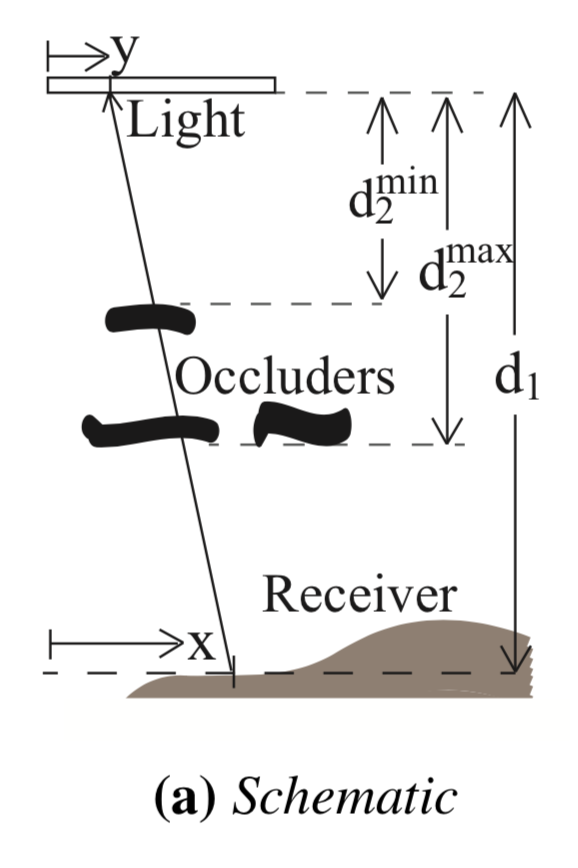 y
Light
d₂ᵐⁱⁿ
d₂ᵐᵃˣ
Occluders
d₁
Receiver
x
(a) Schematic